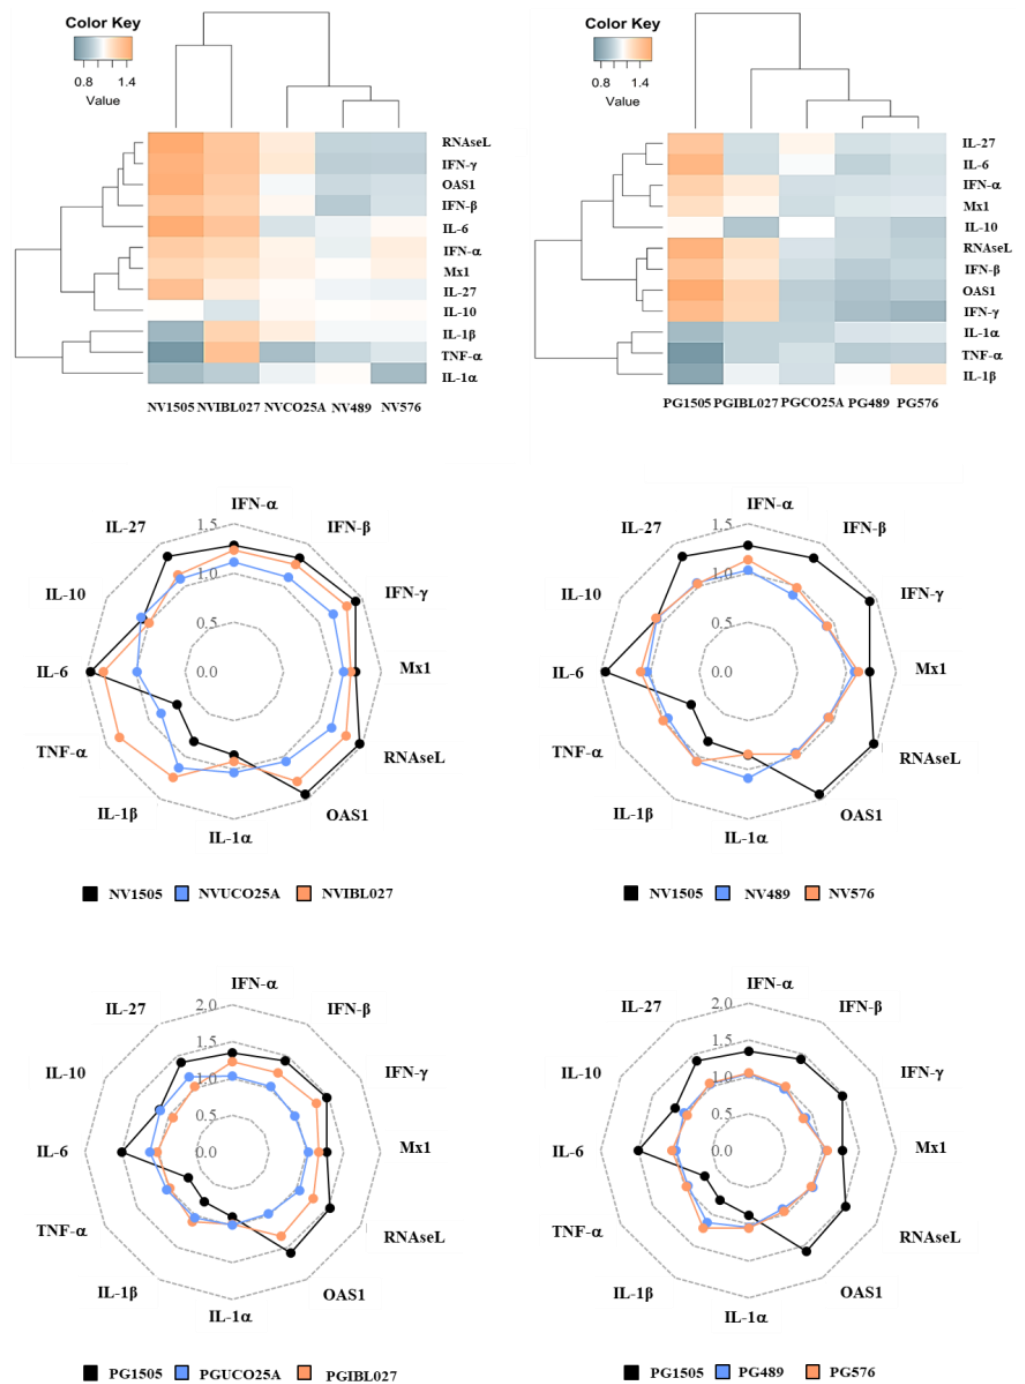 Color Key
0.8 1.4
Value
RNAseL
IFN-γ
OAS1
IFN-β
IL-6
IFN-α
Mx1
IL-27
IL-10
IL-1β
TNF-α
IL-1α
NV1505 NVIBL027 NVCO25A NV489 NV576
Color Key
0.8 1.4
Value
IL-27
IL-6
IFN-α
Mx1
IL-10
RNAseL
IFN-β
OAS1
IFN-γ
IL-1α
TNF-α
IL-1β
PG1505 PGIBL027 PGCO25A PG489 PG576
IFN-α
IL-27 1.5 IFN-β
IL-10 1.0 IFN-γ
0.5
IL-6 0.0 Mx1
TNF-α RNAseL
IL-1β OAS1
IL-1α
NV1505 NVUCO25A NVIBL027
IFN-α
IL-27 1.5 IFN-β
IL-10 1.0 IFN-γ
0.5
IL-6 0.0 Mx1
TNF-α RNAseL
IL-1β OAS1
IL-1α
NV1505 NV489 NV576
IFN-α
IL-27 2.0 IFN-β
1.5
IL-10 1.0 IFN-γ
0.5
IL-6 0.0 Mx1
TNF-α RNAseL
IL-1β OAS1
IL-1α
PG1505 PGUCO25A PGIBL027
IFN-α
IL-27 2.0 IFN-β
1.5
IL-10 1.0 IFN-γ
0.5
IL-6 0.0 Mx1
TNF-α RNAseL
IL-1β OAS1
IL-1α
PG1505 PG489 PG576